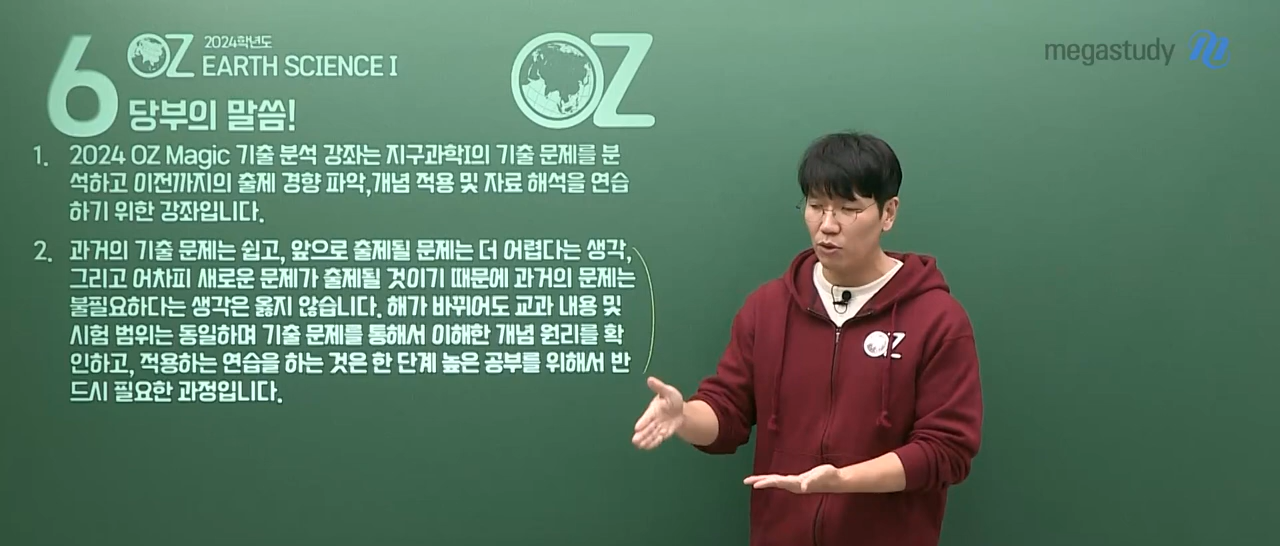 6
OZ 2024학년도
EARTH SCIENCE I
당부의 말씀!
OZ
megastudy
1. 2024 OZ Magic 기출 분석 강좌는 지구과학I의 기출 문제를 분
석하고 이전까지의 출제 경향 파악,개념 적용 및 자료 해석을 연습
하기 위한 강좌입니다.
2. 과거의 기출 문제는 쉽고, 앞으로 출제될 문제는 더 어렵다는 생각,
그리고 어차피 새로운 문제가 출제될 것이기 때문에 과거의 문제는
불필요하다는 생각은 옳지 않습니다. 해가 바뀌어도 교과 내용 및
시험 범위는 동일하며 기출 문제를 통해서 이해한 개념 원리를 확
인하고, 적용하는 연습을 하는 것은 한 단계 높은 공부를 위해서 반
드시 필요한 과정입니다.
OZ